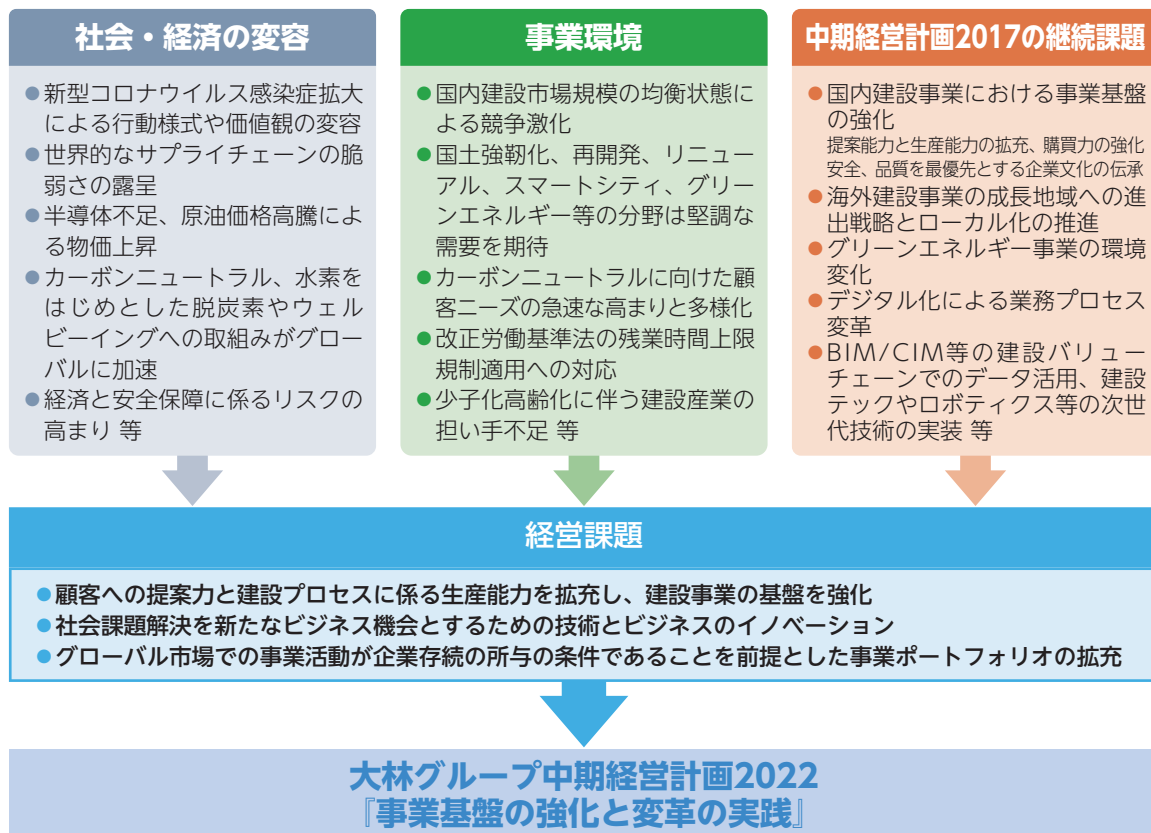 社会・経済の変容
●新型コロナウイルス感染症拡大
による行動様式や価値観の変容
●世界的なサプライチェーンの脆
弱さの露呈
●半導体不足、原油価格高騰によ
る物価上昇
●カーボンニュートラル、水素を
はじめとした脱炭素やウェル
ビーイングへの取組みがグロー
バルに加速
●経済と安全保障に係るリスクの
高まり 等
事業環境
●国内建設市場規模の均衡状態に
よる競争激化
●国土強靭化、再開発、リニュー
アル、スマートシティ、グリー
ンエネルギー等の分野は堅調な
需要を期待
●カーボンニュートラルに向けた顧
客ニーズの急速な高まりと多様化
●改正労働基準法の残業時間上限
規制適用への対応
●少子化高齢化に伴う建設産業の
担い手不足 等
中期経営計画2017の継続課題
●国内建設事業における事業基盤
の強化
提案能力と生産能力の拡充、購買力の強化
安全、品質を最優先とする企業文化の伝承
●海外建設事業の成長地域への進
出戦略とローカル化の推進
●グリーンエネルギー事業の環境
変化
●デジタル化による業務プロセス
変革
●BIM/CIM等の建設バリュー
チェーンでのデータ活用、建設
テックやロボティクス等の次世
代技術の実装 等
経営課題
●顧客への提案力と建設プロセスに係る生産能力を拡充し、建設事業の基盤を強化
●社会課題解決を新たなビジネス機会とするための技術とビジネスのイノベーション
●グローバル市場での事業活動が企業存続の所与の条件であることを前提とした事業ポートフォリオの拡充
大林グループ中期経営計画2022
『事業基盤の強化と変革の実践』